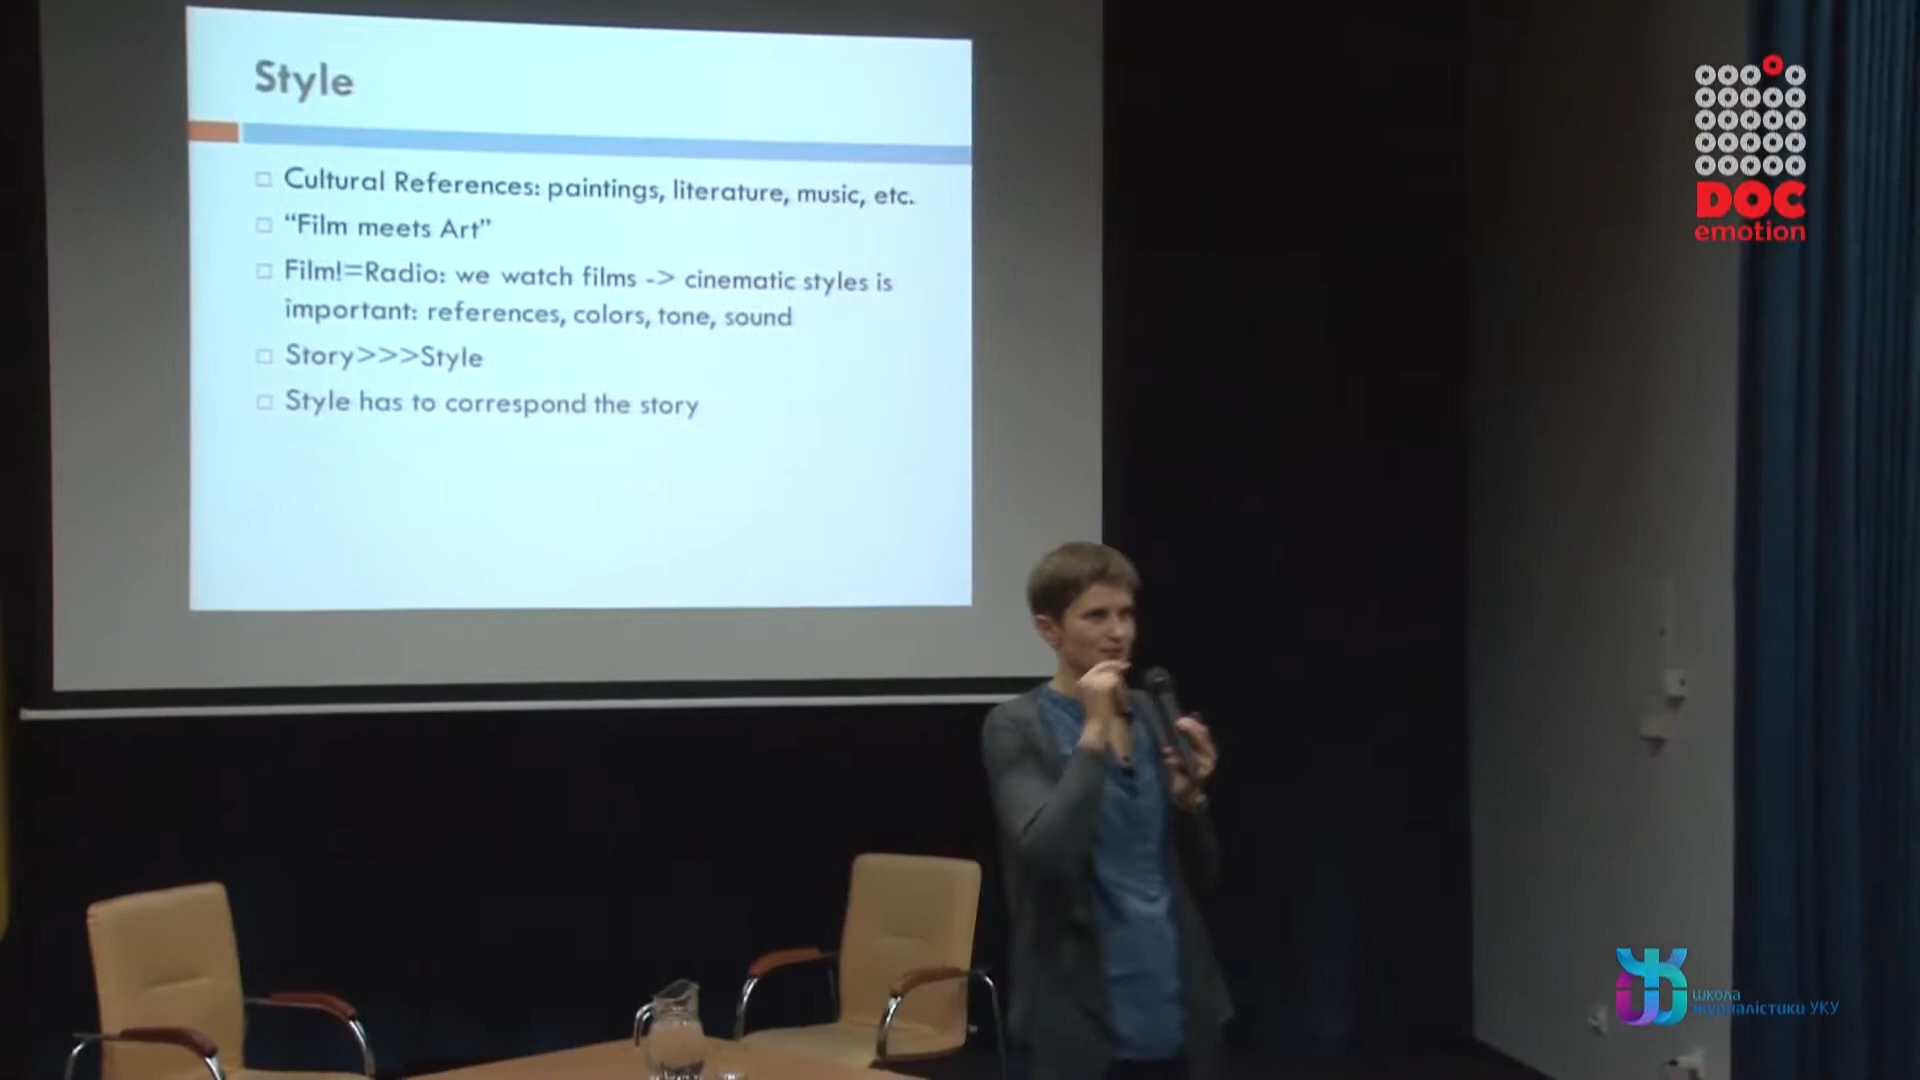 Style
Cultural References: paintings, literature, music, etc.
“Film meets Art”
Film!=Radio: we watch films -> cinematic styles is
important: references, colors, tone, sound
Story>>>Style
Style has to correspond the story
DOC
emotion
школа
журналістики УКУ